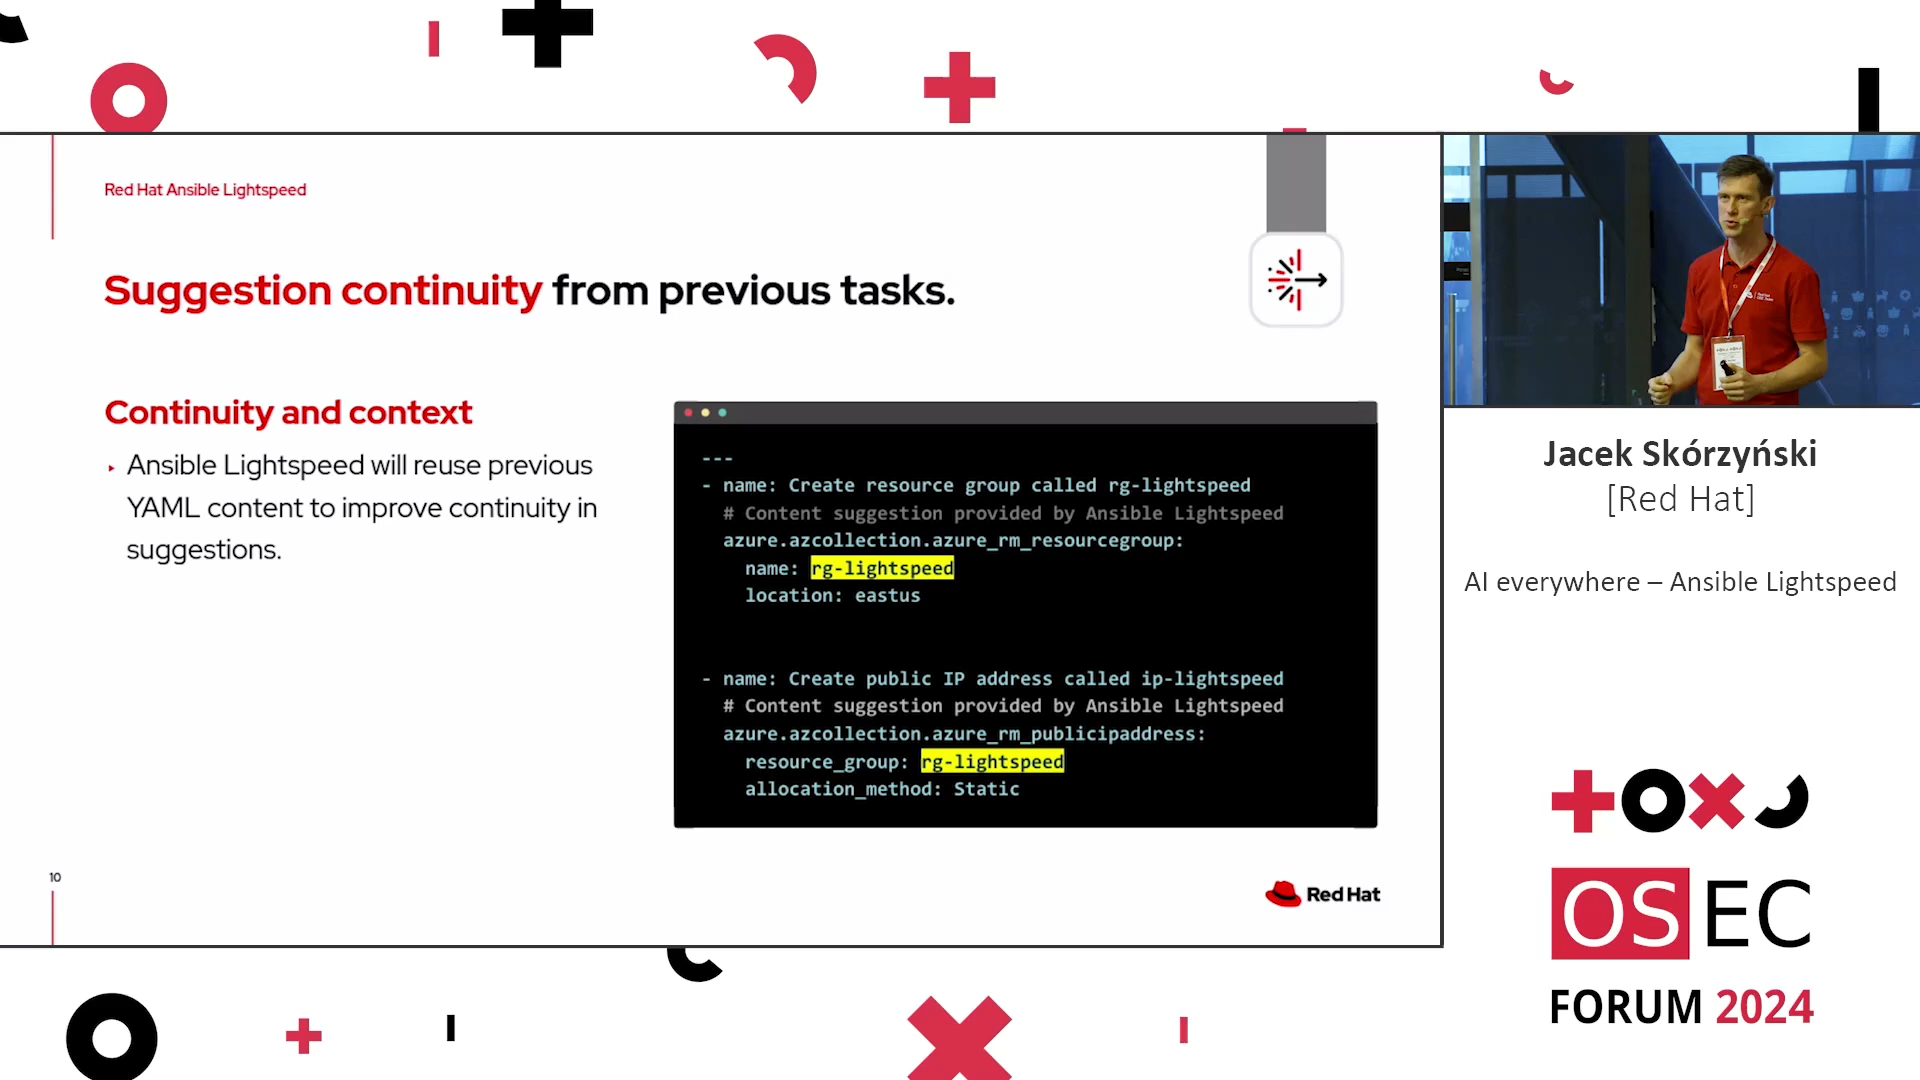 Red Hat Ansible Lightspeed
Suggestion continuity from previous tasks.
Continuity and context
Ansible Lightspeed will reuse previous
YAML content to improve continuity in
suggestions.
---
- name: Create resource group called rg-lightspeed
# Content suggestion provided by Ansible Lightspeed
azure.azcollection.azure_rm_resourcegroup:
name: rg-lightspeed
location: eastus
- name: Create public IP address called ip-lightspeed
# Content suggestion provided by Ansible Lightspeed
azure.azcollection.azure_rm_publicipaddress:
resource_group: rg-lightspeed
allocation_method: Static
10
Red Hat
Jacek Skórzyński
[Red Hat]
AI everywhere – Ansible Lightspeed
OSEC
FORUM 2024